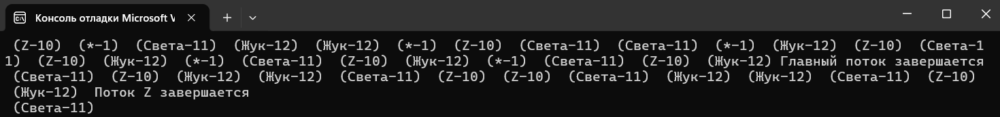 Консоль отладки Microsoft V
(Z-10) (*-1) (Света-11) (Жук-12) (Жук-12) (*-1) (Z-10) (Света-11) (Света-11) (*-1) (Жук-12) (Z-10) (Света-1
1) (Z-10) (Жук-12) (*-1) (Света-11) (Z-10) (Жук-12) (*-1) (Света-11) (Z-10) (Жук-12) Главный поток завершается
(Света-11) (Z-10) (Жук-12) (Жук-12) (Света-11) (Z-10) (Z-10) (Света-11) (Жук-12) (Жук-12) (Света-11) (Z-10)
(Жук-12) Поток Z завершается
(Света-11)